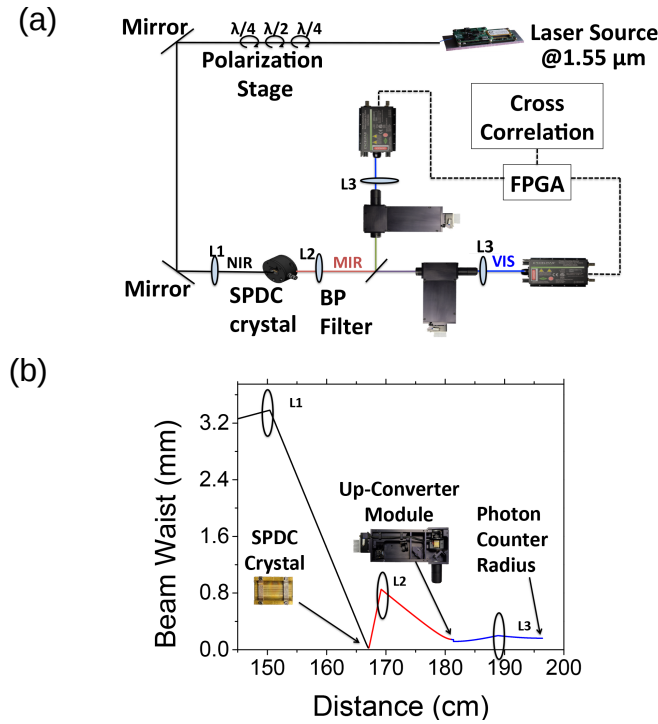 (a)
Mirror
λ/4 λ/2 λ/4
Polarization
Stage
Laser Source
@1.55 μm
Cross
Correlation
FPGA
L3
L1
NIR
L2
MIR
L3
VIS
Mirror
SPDC
crystal
BP
Filter
(b)
Beam Waist (mm)
3.2
2.4
1.6
0.8
0.0
L1
SPDC
Crystal
Up-Converter
Module
L2
Photon
Counter
Radius
L3
150 160 170 180 190 200
Distance (cm)